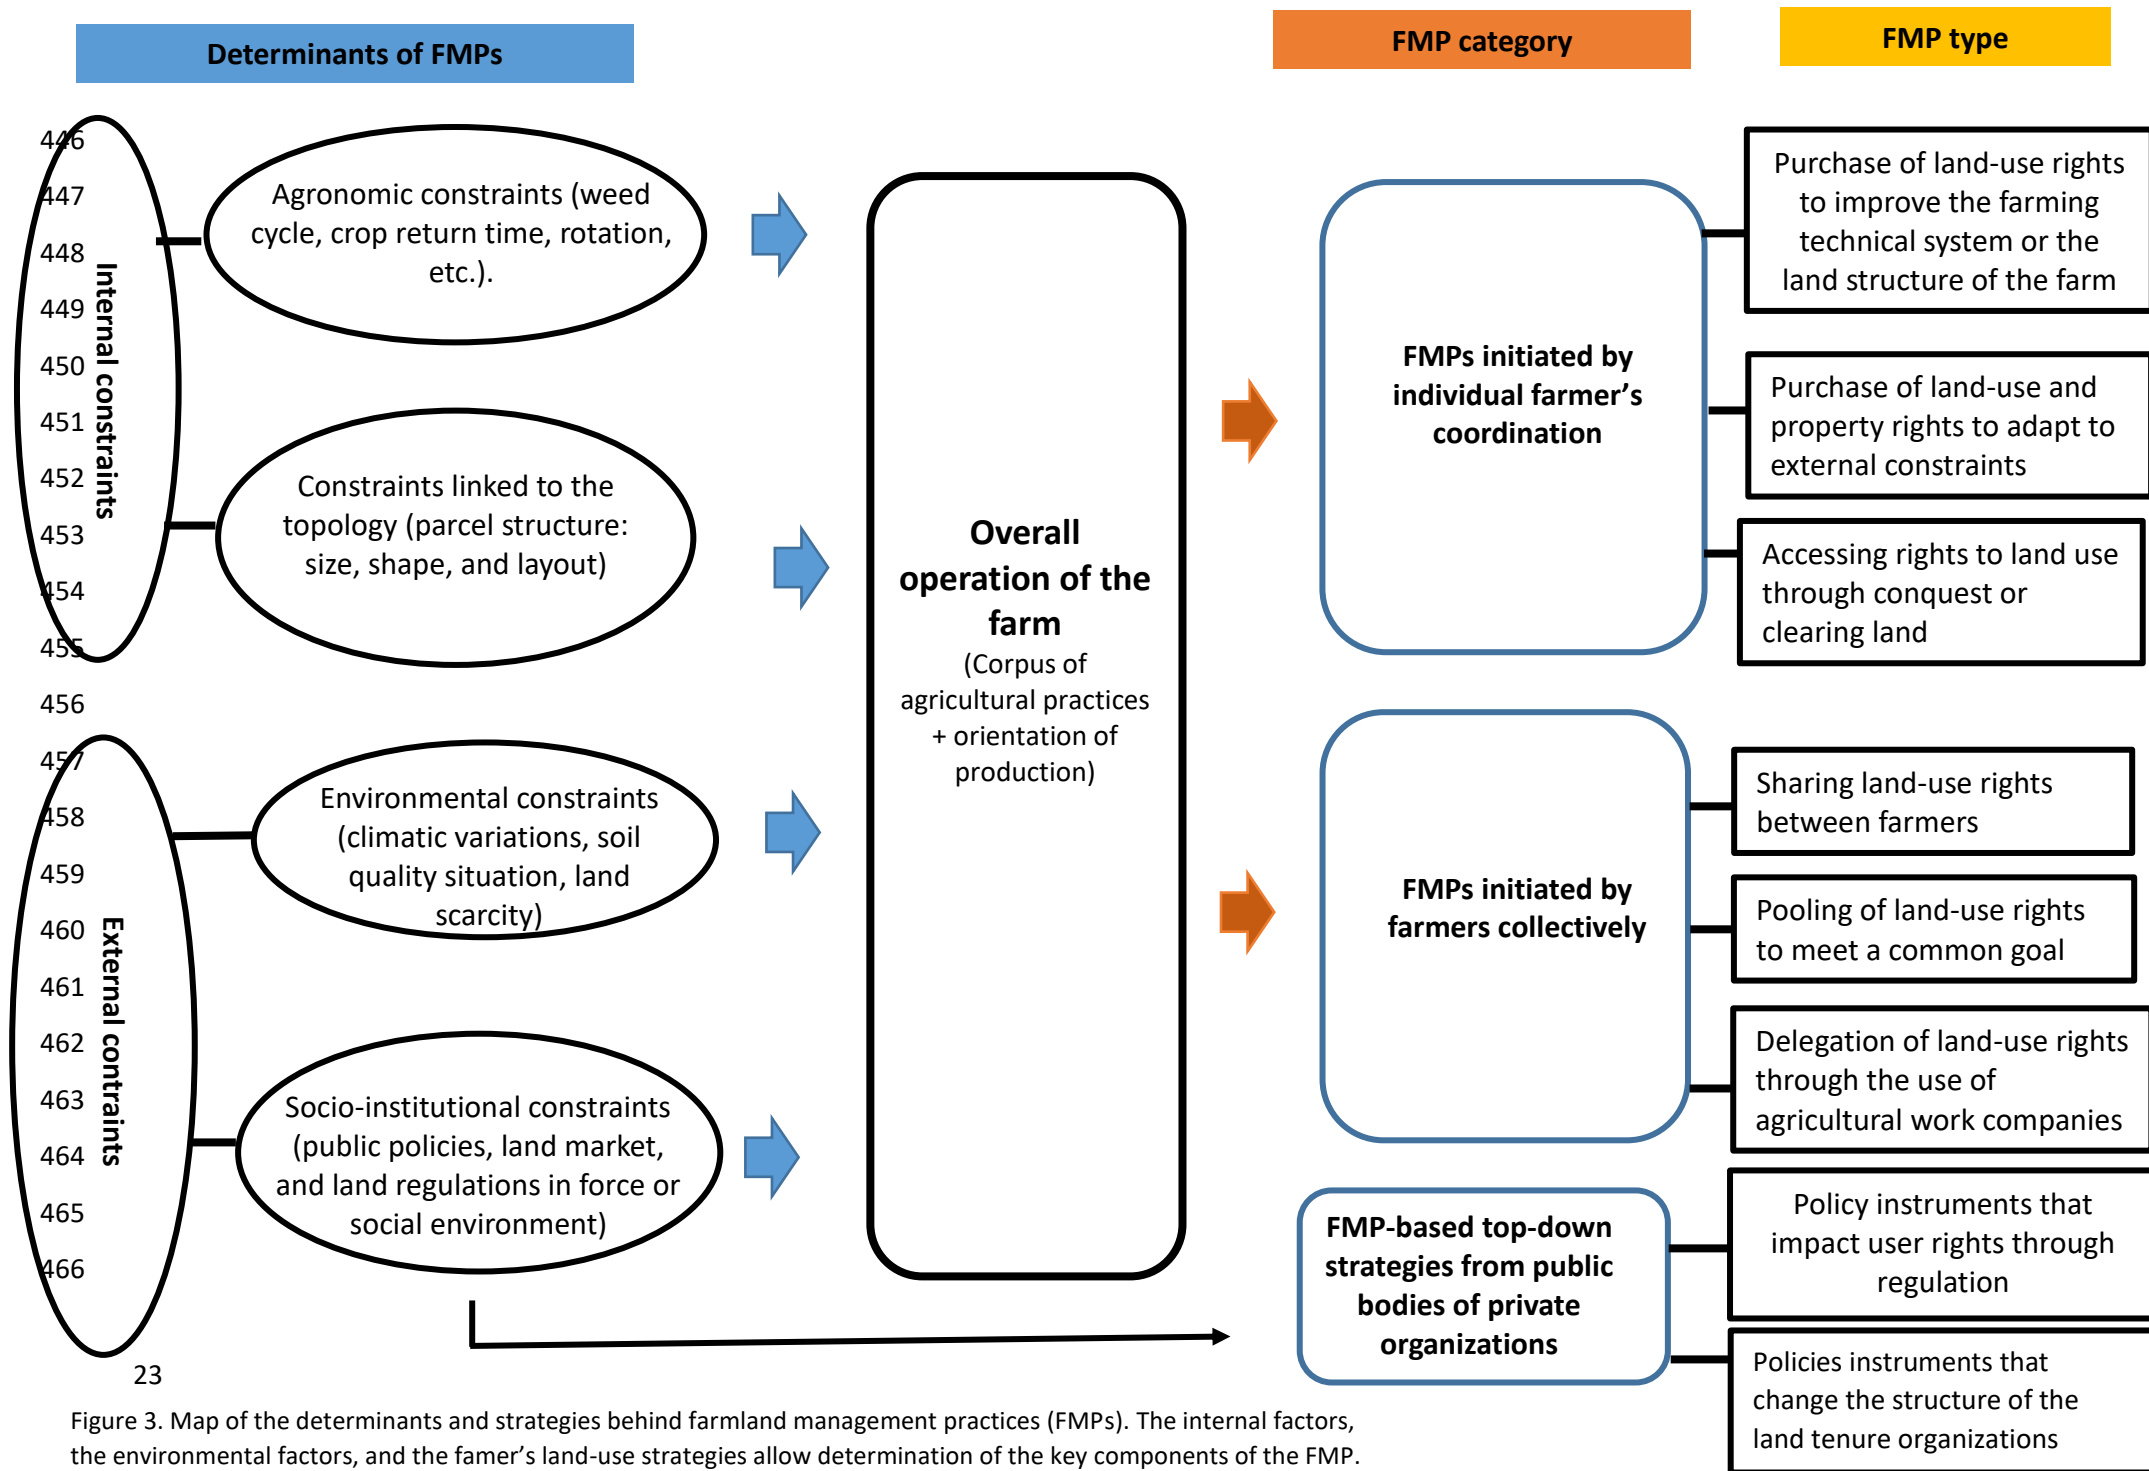 Determinants of FMPs
FMP category
FMP type
446
447
448
449
450
451
452
453
454
455
456
457
458
459
460
461
462
463
464
465
466
Internal constraints
Agronomic constraints (weed
cycle, crop return time, rotation,
etc.).
Constraints linked to the
topology (parcel structure:
size, shape, and layout)
External contraints
Environmental constraints
(climatic variations, soil
quality situation, land
scarcity)
Socio-institutional constraints
(public policies, land market,
and land regulations in force or
social environment)
Overall
operation of the
farm
(Corpus of
agricultural practices
+ orientation of
production)
FMPs initiated by
individual farmer’s
coordination
Purchase of land-use rights
to improve the farming
technical system or the
land structure of the farm
Purchase of land-use and
property rights to adapt to
external constraints
Accessing rights to land use
through conquest or
clearing land
FMPs initiated by
farmers collectively
Sharing land-use rights
between farmers
Pooling of land-use rights
to meet a common goal
Delegation of land-use rights
through the use of
agricultural work companies
FMP-based top-down
strategies from public
bodies of private
organizations
Policy instruments that
impact user rights through
regulation
Policies instruments that
change the structure of the
land tenure organizations
23
Figure 3. Map of the determinants and strategies behind farmland management practices (FMPs). The internal factors,
the environmental factors, and the famer’s land-use strategies allow determination of the key components of the FMP.